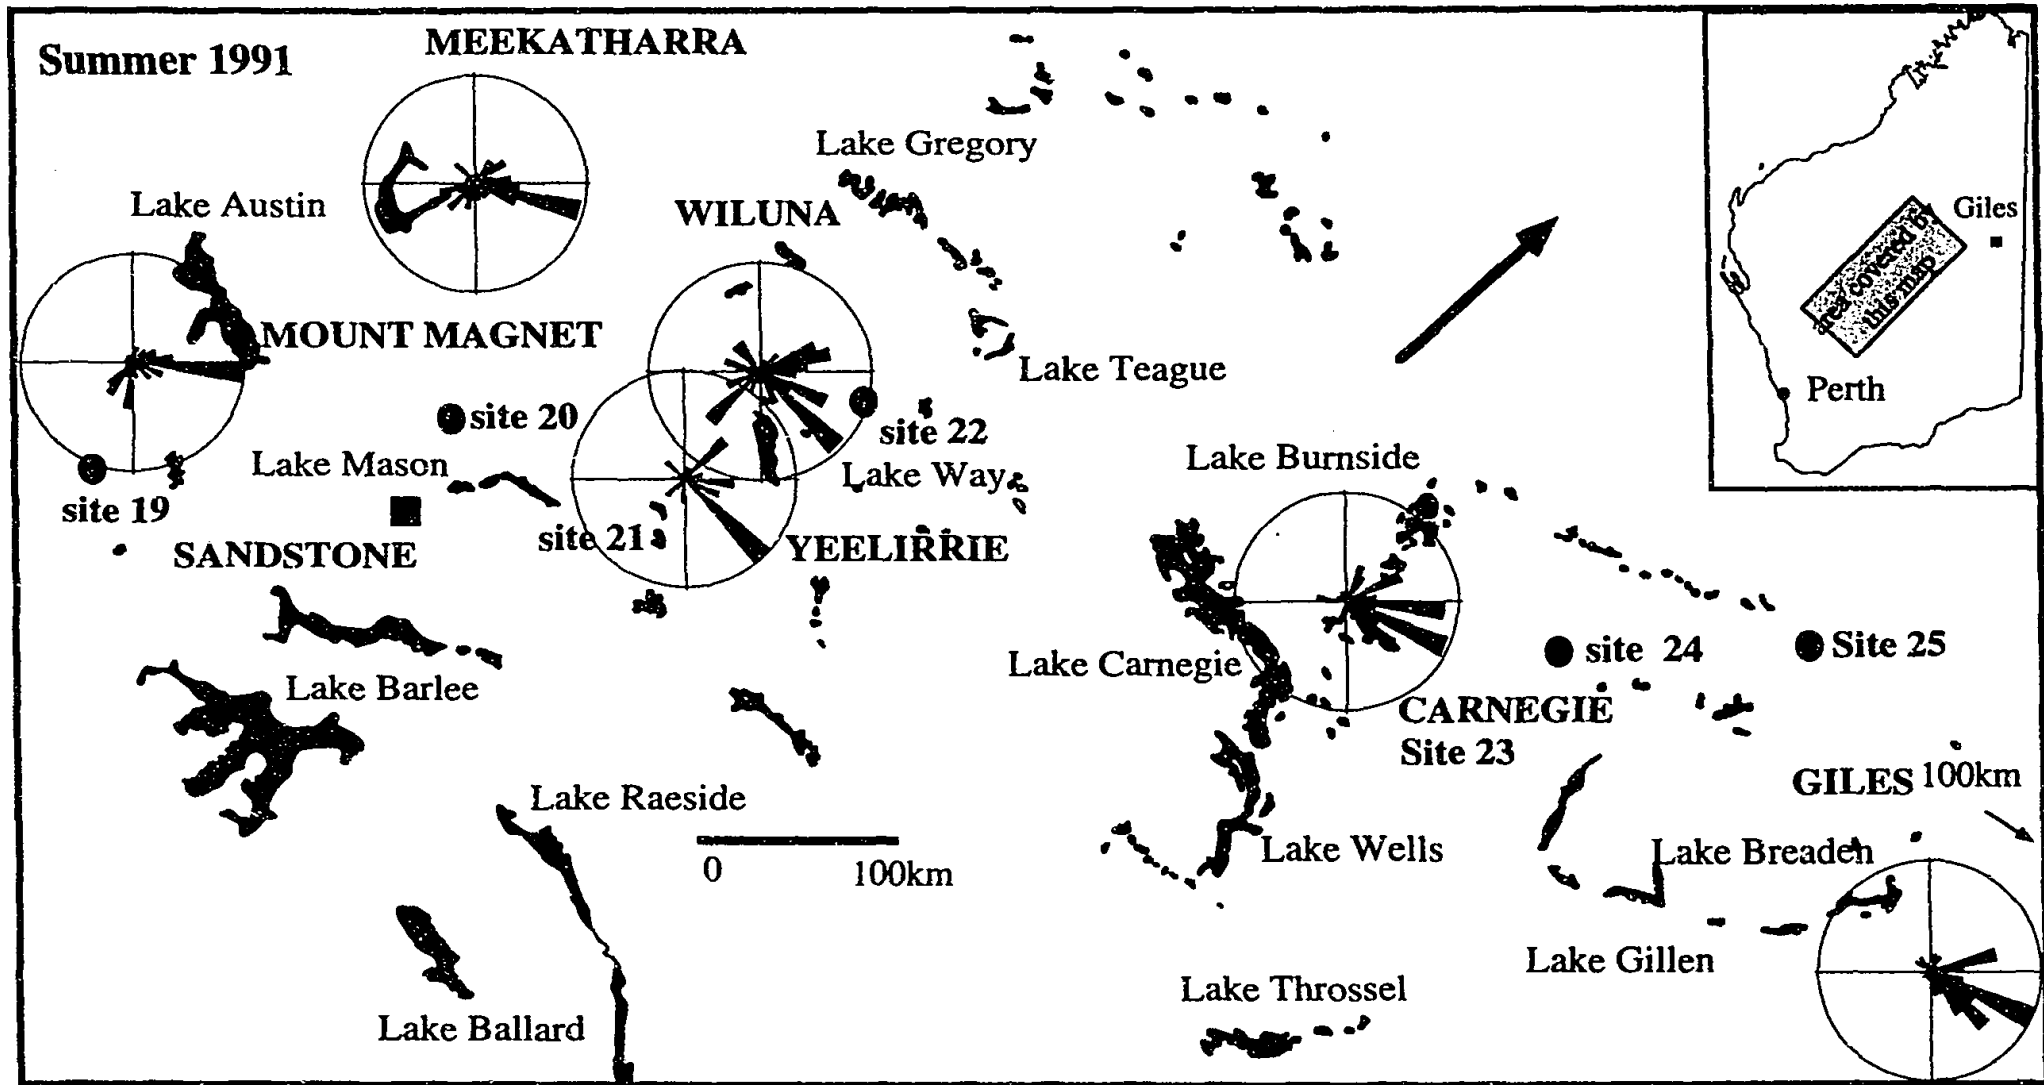 Summer 1991
MEEKATHARRA
Lake Gregory
Lake Austin
WILUNA
Giles
area covered by
this map
MOUNT MAGNET
Lake Teague
Perth
site 20
site 22
Lake Mason
Lake Way
Lake Burnside
site 19
site 21
YEELIRRIE
SANDSTONE
Lake Carnegie
site 24
Site 25
Lake Barlee
CARNEGIE
Site 23
GILES 100km
Lake Raeside
Lake Wells
Lake Breaden
0 100km
Lake Gillen
Lake Throssel
Lake Ballard